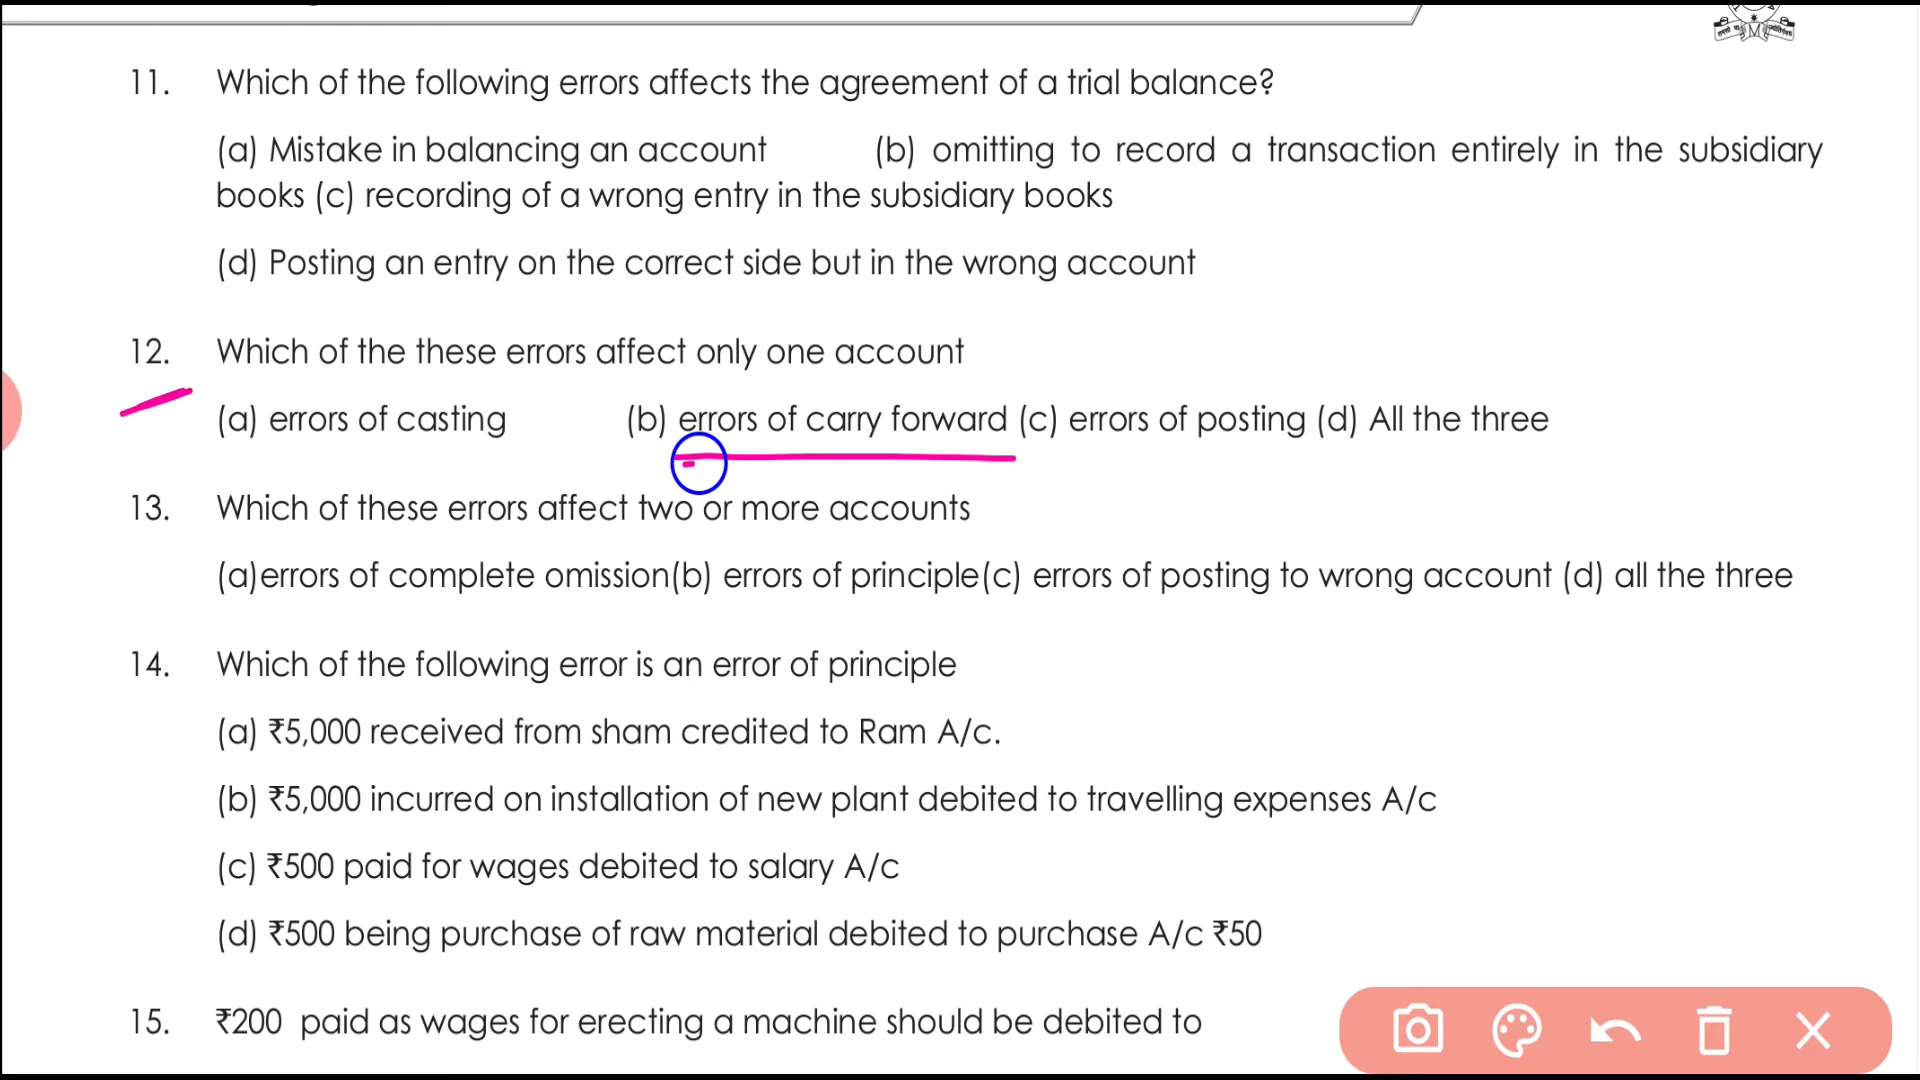 11. Which of the following errors affects the agreement of a trial balance?
(a) Mistake in balancing an account (b) omitting to record a transaction entirely in the subsidiary
books (c) recording of a wrong entry in the subsidiary books
(d) Posting an entry on the correct side but in the wrong account
12. Which of the these errors affect only one account
(a) errors of casting (b) errors of carry forward (c) errors of posting (d) All the three
13. Which of these errors affect two or more accounts
(a)errors of complete omission(b) errors of principle(c) errors of posting to wrong account (d) all the three
14. Which of the following error is an error of principle
(a) ₹5,000 received from sham credited to Ram A/c.
(b) ₹5,000 incurred on installation of new plant debited to travelling expenses A/c
(c) ₹500 paid for wages debited to salary A/c
(d) ₹500 being purchase of raw material debited to purchase A/c ₹50
15. ₹200 paid as wages for erecting a machine should be debited to